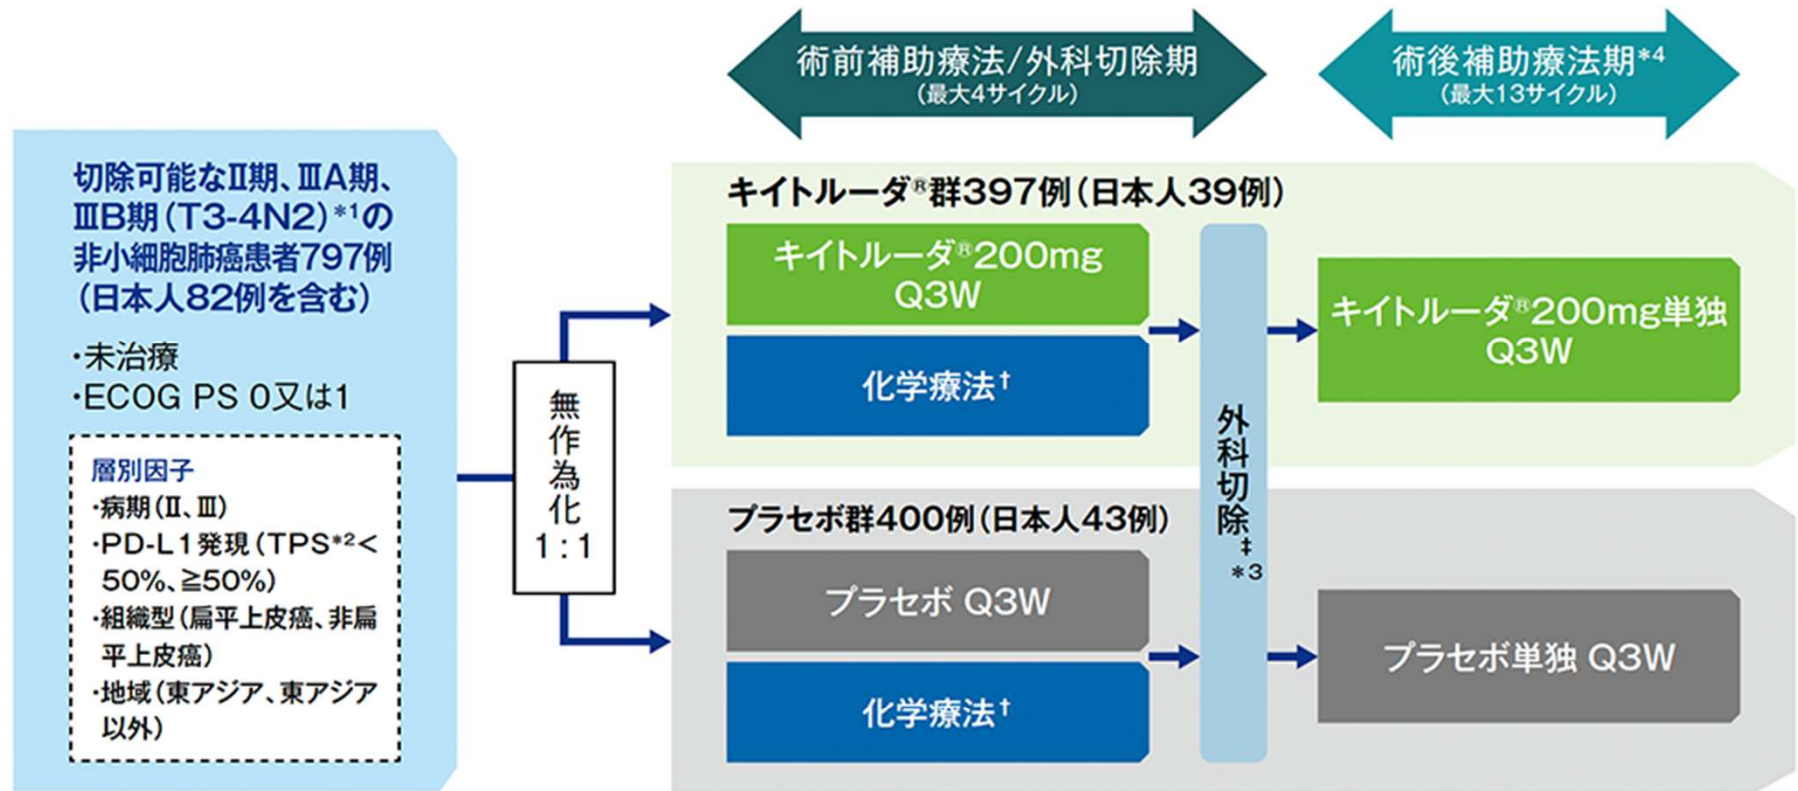 術前補助療法/外科切除期
(最大4サイクル)
術後補助療法期*4
(最大13サイクル)
切除可能なⅡ期、ⅢA期、
ⅢB期(T3-4N2)*1の
非小細胞肺癌患者797例
(日本人82例を含む)
・未治療
・ECOG PS 0又は1
層別因子
・病期(Ⅱ、Ⅲ)
・PD-L1発現(TPS*2<
50%、≧50%)
・組織型(扁平上皮癌、非扁
平上皮癌)
・地域(東アジア、東アジア
以外)
無作為化
1:1
キイトルーダ®群397例(日本人39例)
キイトルーダ®200mg
Q3W
化学療法†
外科切除‡
*3
キイトルーダ®200mg単独
Q3W
プラセボ群400例(日本人43例)
プラセボ Q3W
化学療法†
プラセボ単独 Q3W